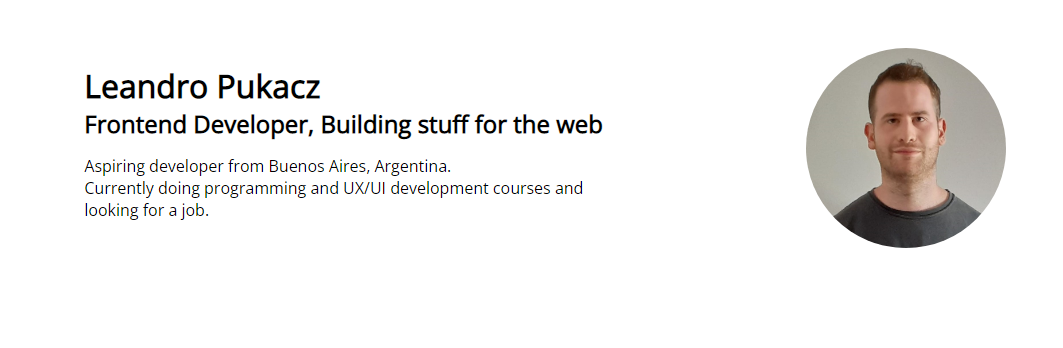 Leandro Pukacz
Frontend Developer, Building stuff for the web
Aspiring developer from Buenos Aires, Argentina.
Currently doing programming and UX/UI development courses and
looking for a job.